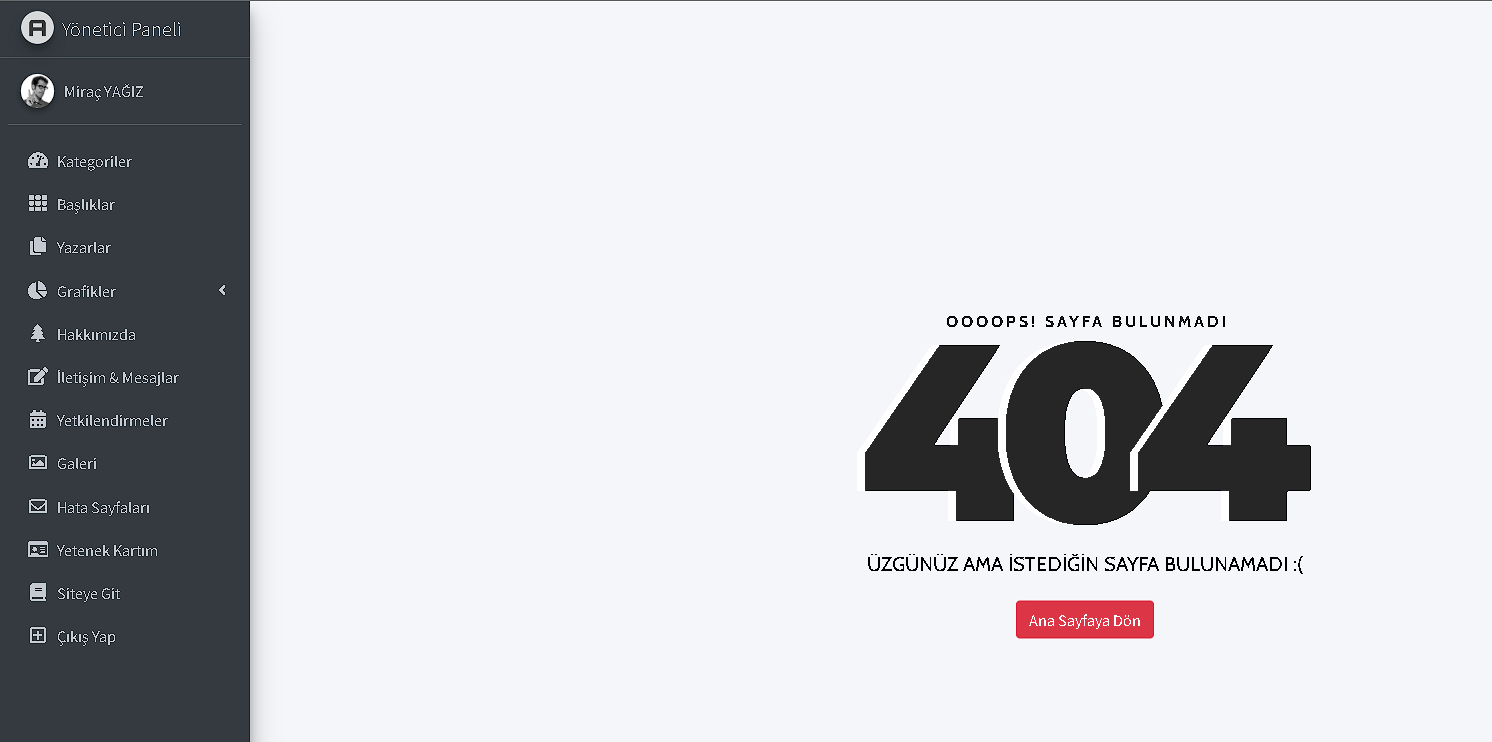 Yönetici Paneli
Miraç YAĞIZ
Kategoriler
Başlıklar
Yazarlar
Grafikler
Hakkımızda
İletişim & Mesajlar
Yetkilendirmeler
Galeri
Hata Sayfaları
Yetenek Kartım
Siteye Git
Çıkış Yap
OOOOPS! SAYFA BULUNMADI
404
ÜZGÜNÜZ AMA İSTEDİĞİN SAYFA BULUNAMADI :(
Ana Sayfaya Dön